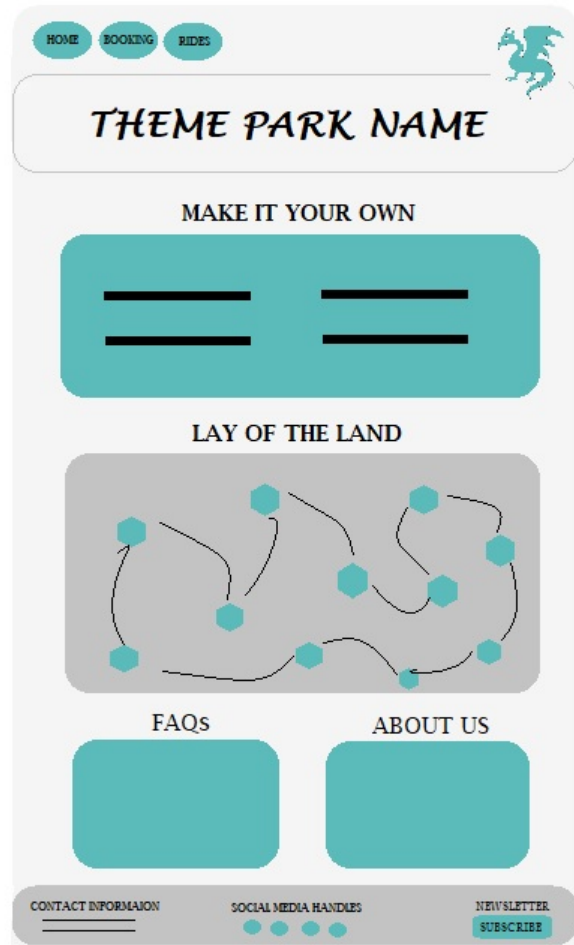 HOME
BOOKING
RIDES
THEME PARK NAME
MAKE IT YOUR OWN
LAY OF THE LAND
FAQs
ABOUT US
CONTACT INFORMAION
SOCIAL MEDIA HANDLES
NEWSLETTER
SUBSCRIBE